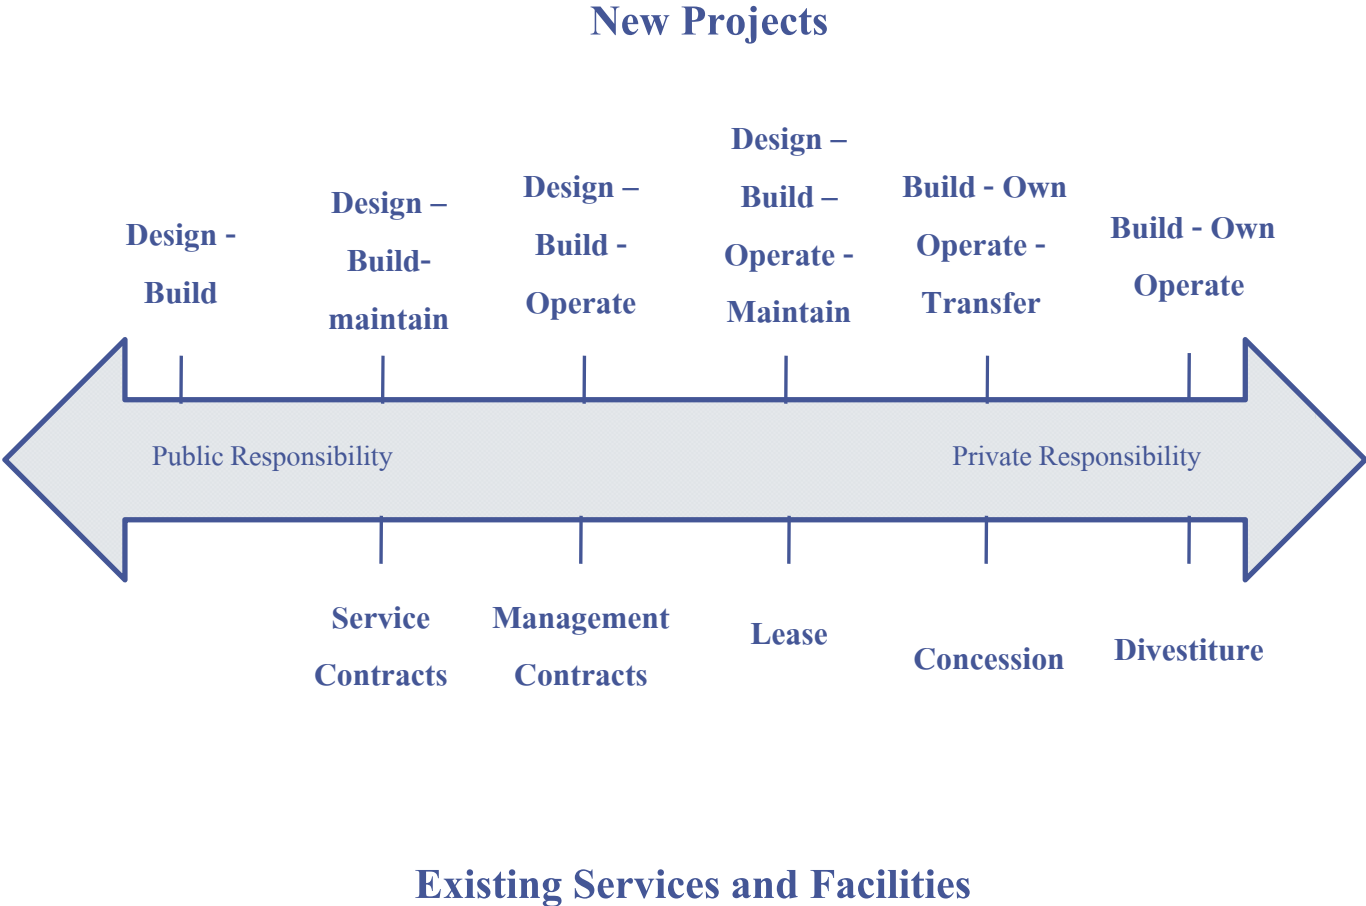 New Projects
Design -
Build
Design –
Build-
maintain
Design –
Build -
Operate
Design –
Build –
Operate -
Maintain
Build - Own
Operate -
Transfer
Build - Own
Operate
Public Responsibility
Private Responsibility
Service
Contracts
Management
Contracts
Lease
Concession
Divestiture
Existing Services and Facilities